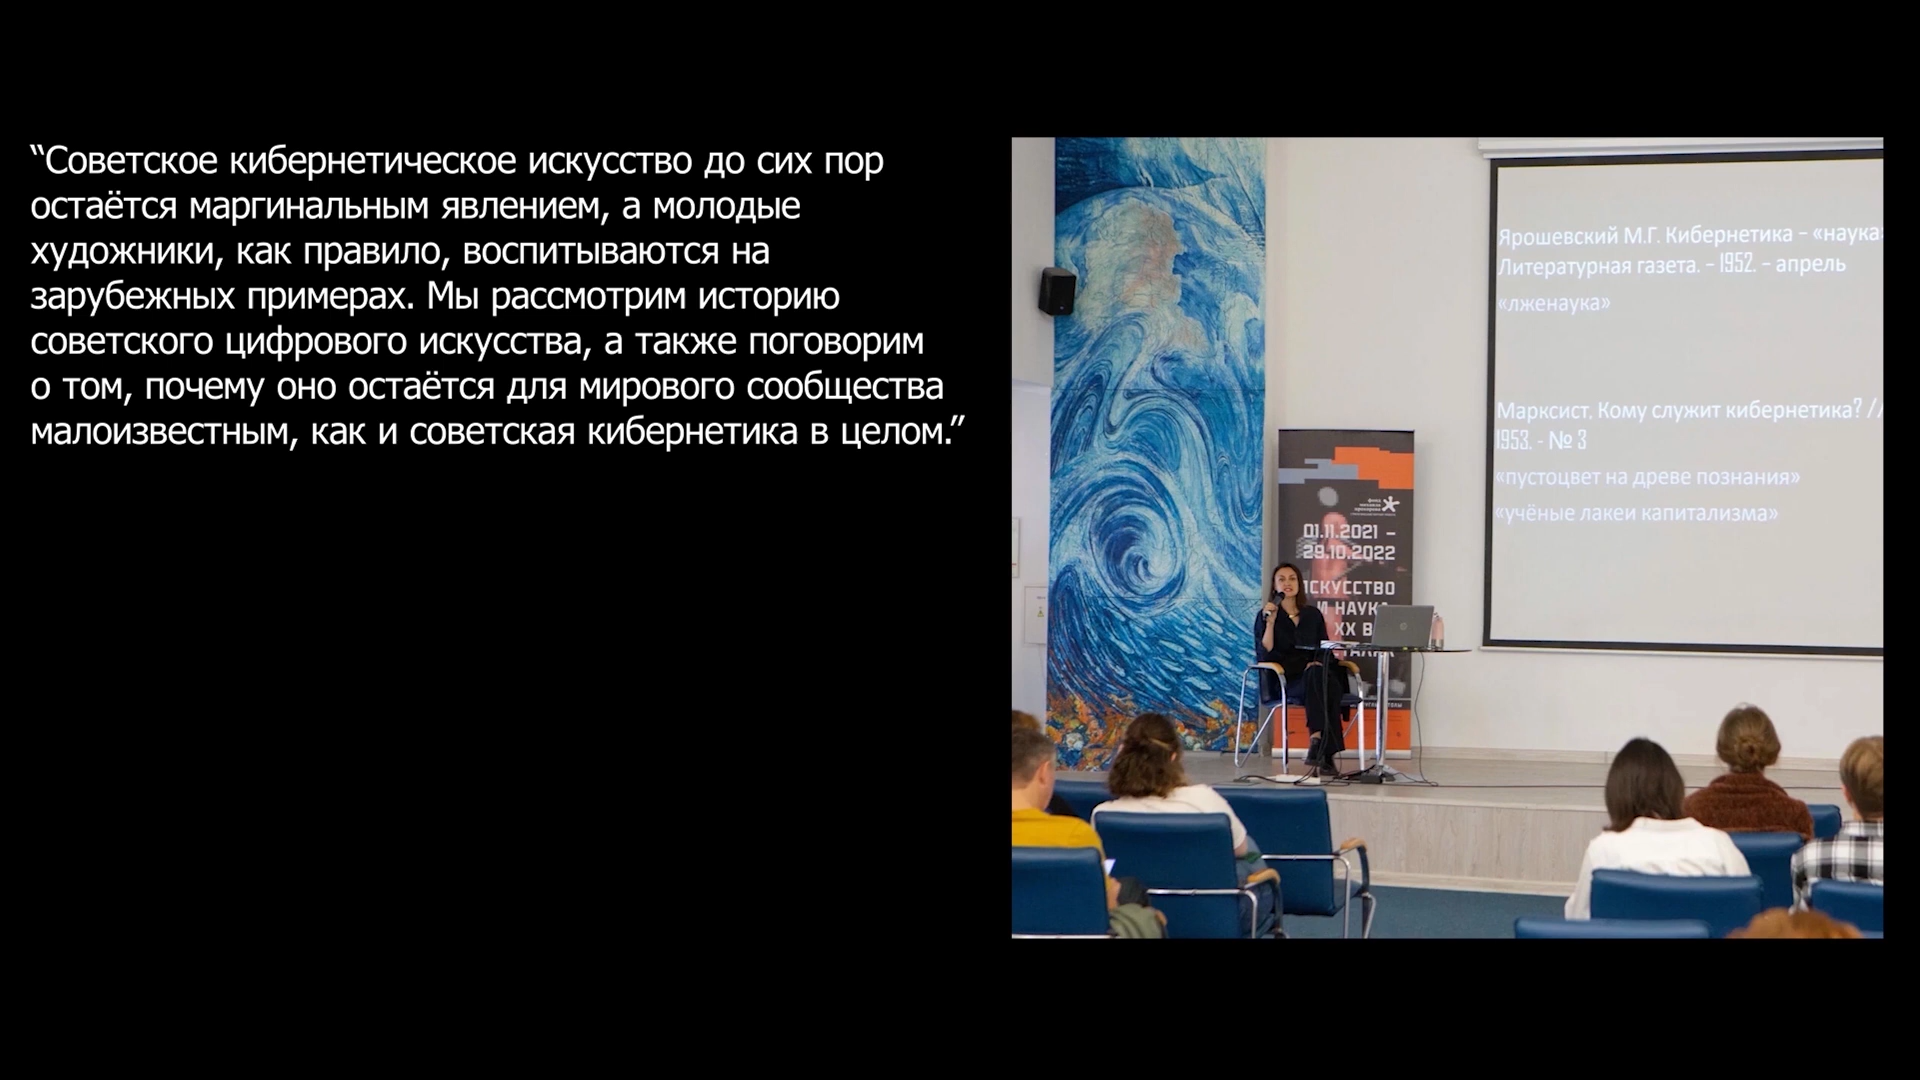 “Советское кибернетическое искусство до сих пор
остаётся маргинальным явлением, а молодые
художники, как правило, воспитываются на
зарубежных примерах. Мы рассмотрим историю
советского цифрового искусства, а также поговорим
о том, почему оно остаётся для мирового сообщества
малоизвестным, как и советская кибернетика в целом.”
Ярошевский М.Г. Кибернетика – «наука
Литературная газета. – 1952. – апрель
«лженаука»
Марксист. Кому служит кибернетика? //
1953. - № 3
«пустоцвет на древе познания»
«учёные лакеи капитализма»
фонд
михаила
прохорова
01.11.2021 –
29.10.2022
ИСКУССТВО
И НАУКА
XX В